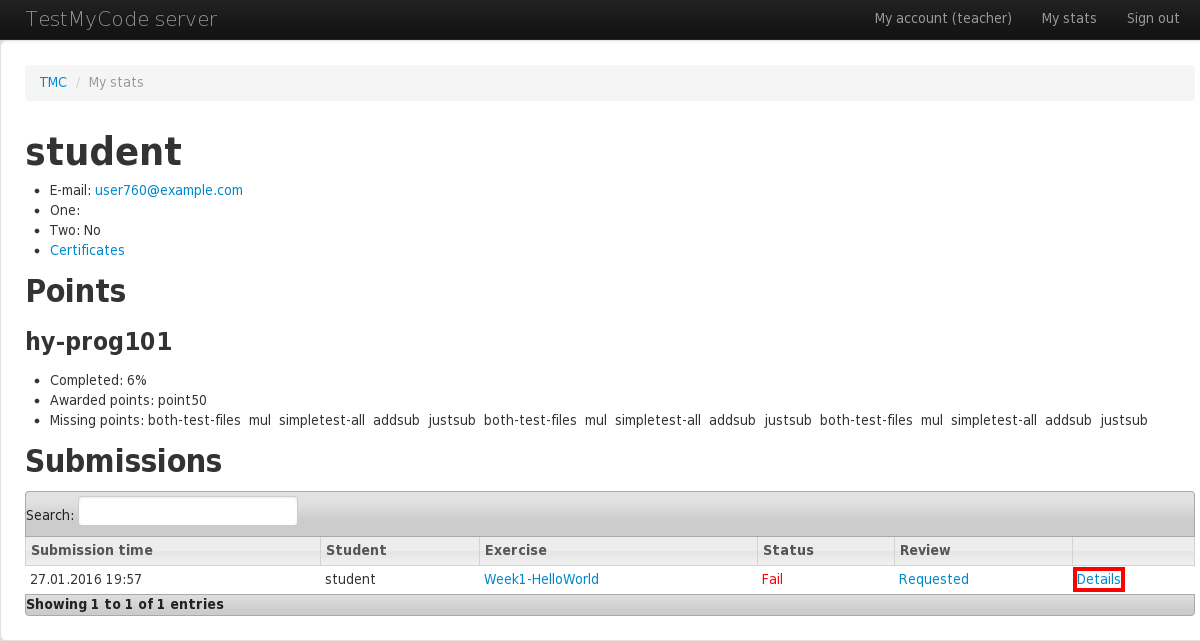 TestMyCode server
My account (teacher) My stats Sign out
TMC / My stats
student
• E-mail: user760@example.com
• One:
• Two: No
• Certificates
Points
hy-prog101
• Completed: 6%
• Awarded points: point50
• Missing points: both-test-files mul simpletest-all addsub justsub both-test-files mul simpletest-all addsub justsub both-test-files mul simpletest-all addsub justsub
Submissions
Search:
Submission time Student Exercise Status Review
27.01.2016 19:57 student Week1-HelloWorld Fail Requested Details
Showing 1 to 1 of 1 entries